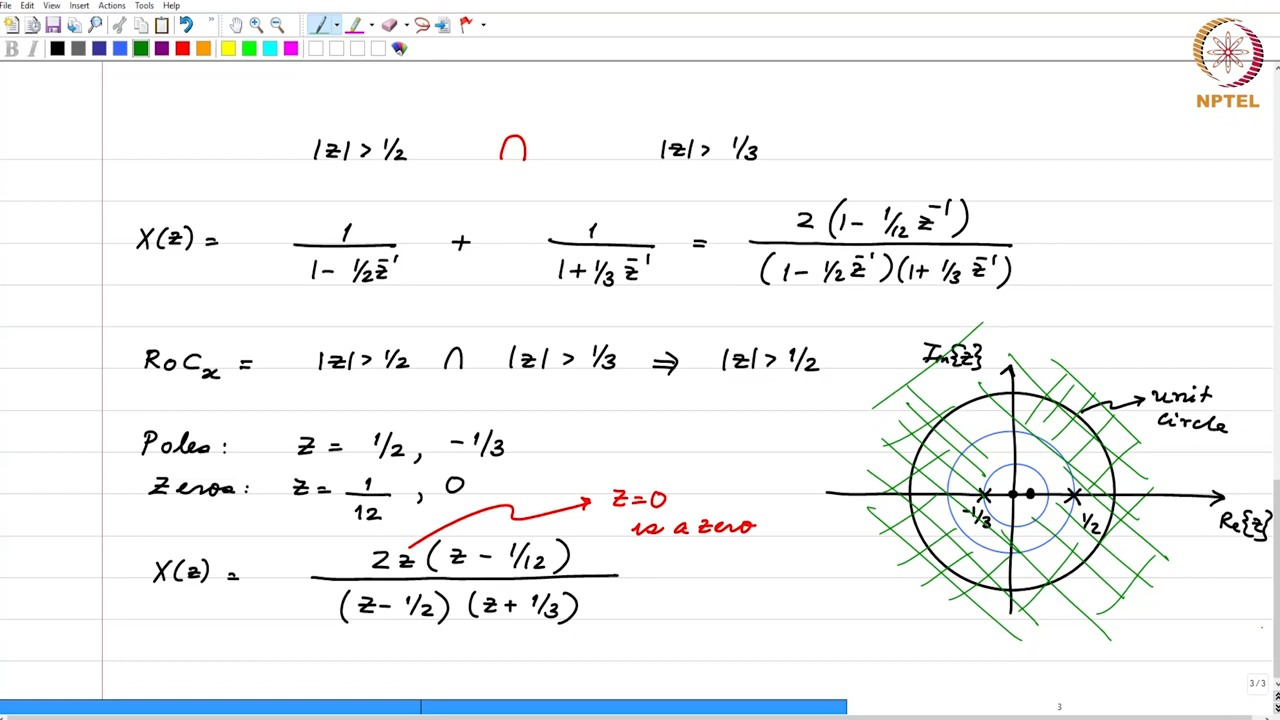 File Edit View Insert Actions Tools Help
B I
NPTEL
|z| > 1/2 ∩ |z| > 1/3
X(z) = 1 / (1 - 1/2 z^-1) + 1 / (1 + 1/3 z^-1) = 2 (1 - 1/12 z^-1) / (1 - 1/2 z^-1)(1 + 1/3 z^-1)
RoC_x = |z| > 1/2 ∩ |z| > 1/3 ⇒ |z| > 1/2
Im{z}
unit
circle
Poles: z = 1/2, -1/3
Zeros: z = 1/12, 0
z=0
is a zero
-1/3
1/2
Re{z}
X(z) = 2z (z - 1/12) / (z - 1/2) (z + 1/3)
3/3
3